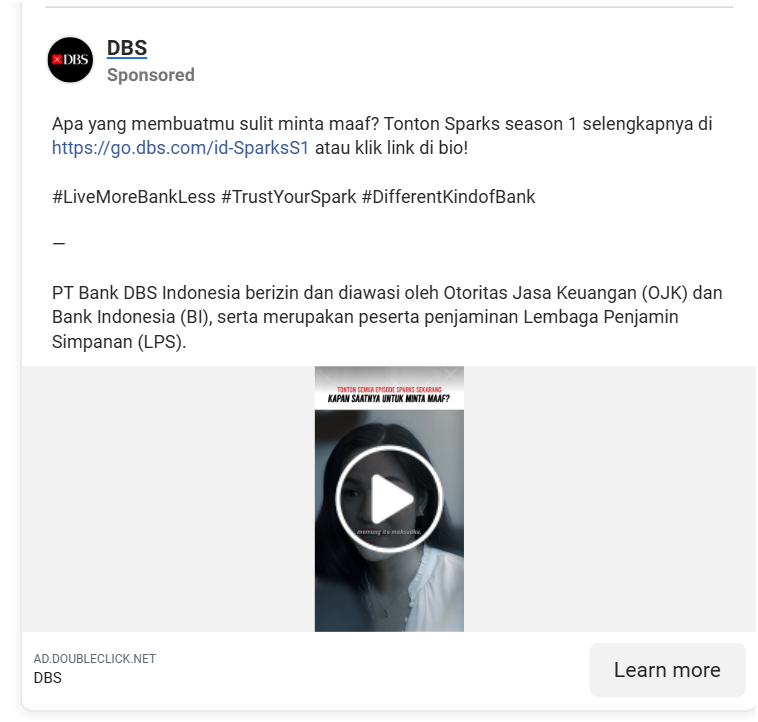 DBS
DBS
Sponsored
Apa yang membuatmu sulit minta maaf? Tonton Sparks season 1 selengkapnya di
https://go.dbs.com/id-SparksS1 atau klik link di bio!
#LiveMoreBankLess #TrustYourSpark #DifferentKindofBank
—
PT Bank DBS Indonesia berizin dan diawasi oleh Otoritas Jasa Keuangan (OJK) dan
Bank Indonesia (BI), serta merupakan peserta penjaminan Lembaga Penjamin
Simpanan (LPS).
TONTON SEMUA EPISODE SPARKS SEKARANG
KAPAN SAATNYA UNTUK MINTA MAAF?
memang itu maksudku.
AD.DOUBLECLICK.NET
DBS
Learn more